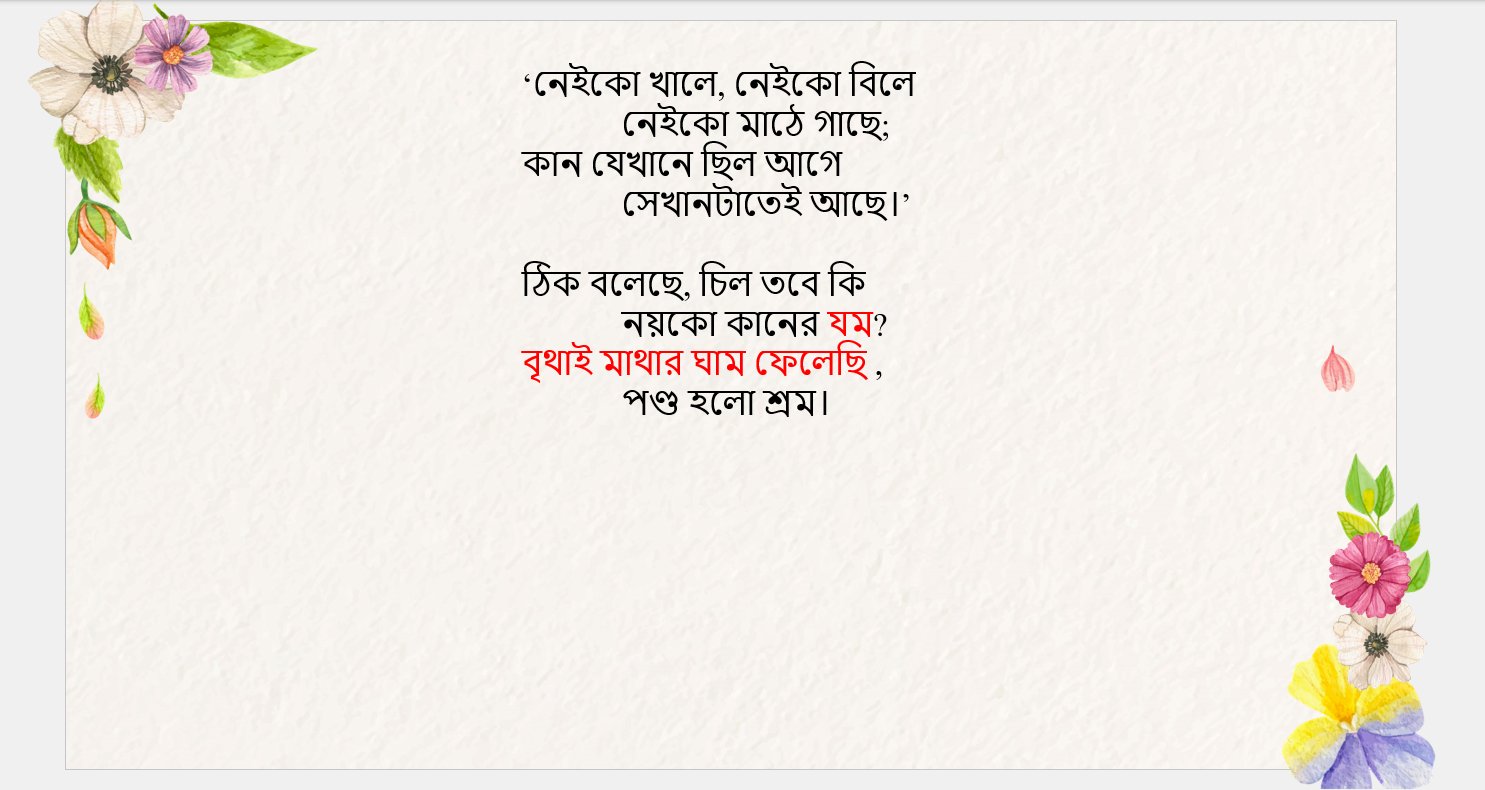 ‘নেইকো খালে, নেইকো বিলে
নেইকো মাঠে গাছে;
কান যেখানে ছিল আগে
সেখানটাতেই আছে।’
ঠিক বলেছে, চিল তবে কি
নয়কো কানের যম?
বৃথাই মাথার ঘাম ফেলেছি ,
পণ্ড হলো শ্রম।